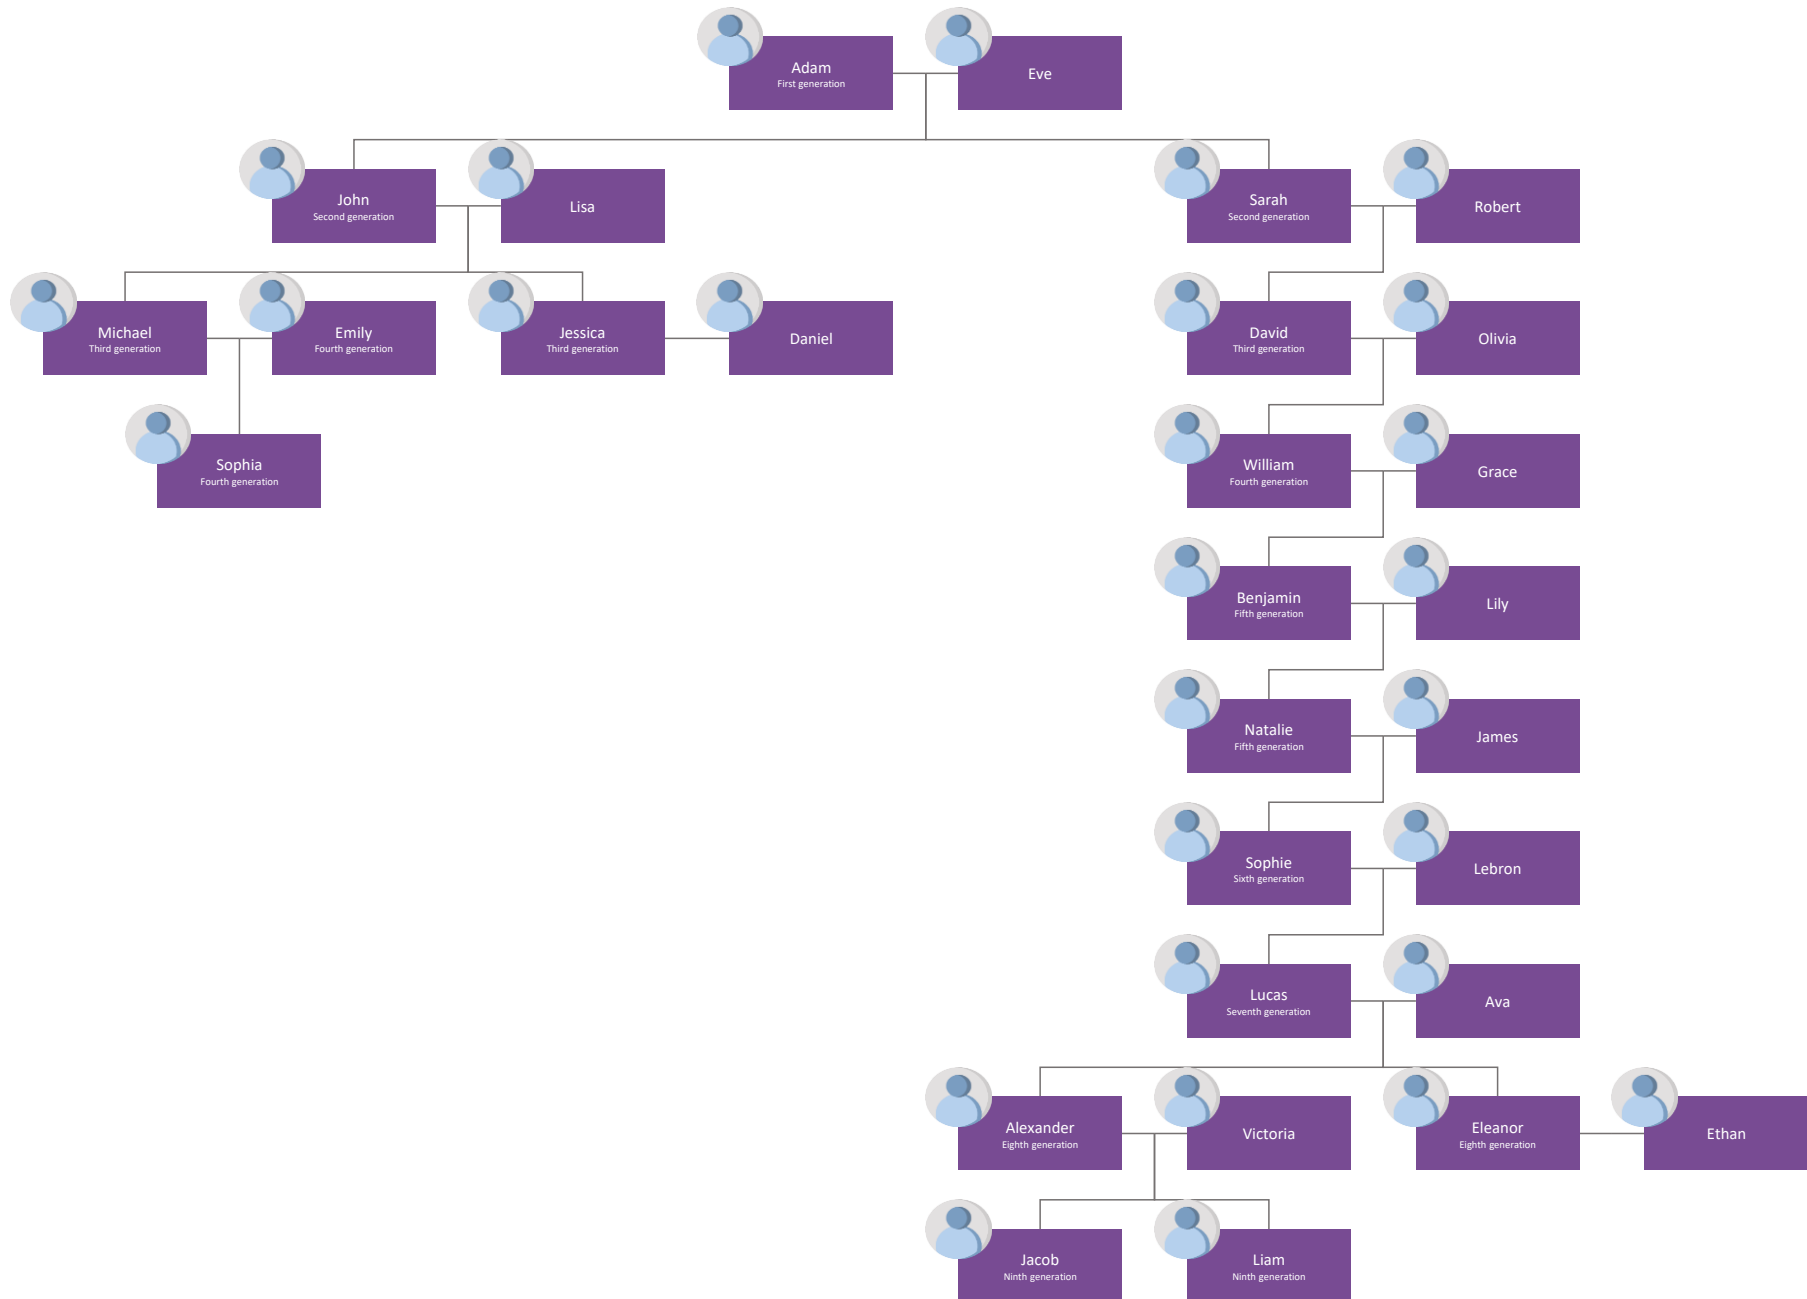 Adam
First generation
Eve
John
Second generation
Lisa
Sarah
Second generation
Robert
Michael
Third generation
Emily
Fourth generation
Jessica
Third generation
Daniel
David
Third generation
Olivia
Sophia
Fourth generation
William
Fourth generation
Grace
Benjamin
Fifth generation
Lily
Natalie
Fifth generation
James
Sophie
Sixth generation
Lebron
Lucas
Seventh generation
Ava
Alexander
Eighth generation
Victoria
Eleanor
Eighth generation
Ethan
Jacob
Ninth generation
Liam
Ninth generation